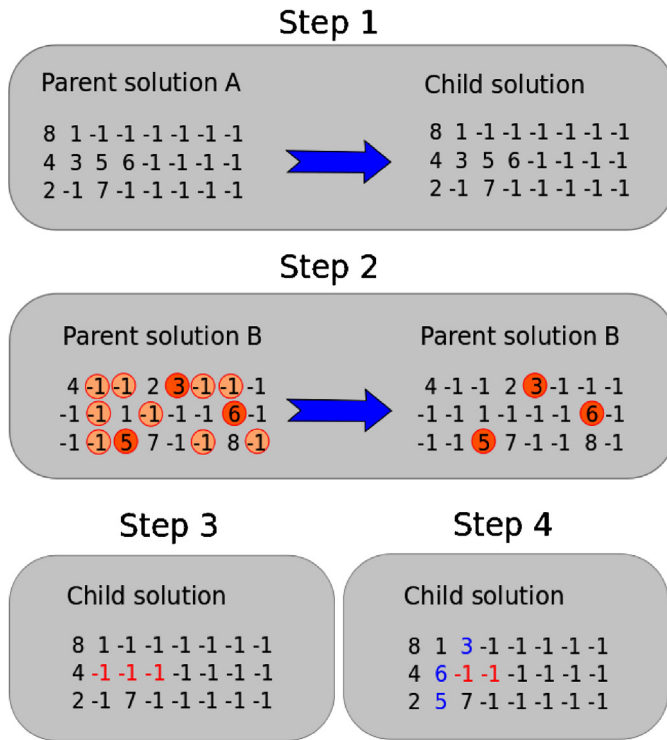 Step 1
Parent solution A
8 1 -1 -1 -1 -1 -1 -1
4 3 5 6 -1 -1 -1 -1
2 -1 7 -1 -1 -1 -1 -1
Child solution
8 1 -1 -1 -1 -1 -1 -1
4 3 5 6 -1 -1 -1 -1
2 -1 7 -1 -1 -1 -1 -1
Step 2
Parent solution B
4 -1 -1 2 3 -1 -1 -1
-1 -1 1 -1 -1 -1 6 -1
-1 -1 5 7 -1 -1 8 -1
Parent solution B
4 -1 -1 2 3 -1 -1 -1
-1 -1 1 -1 -1 -1 6 -1
-1 -1 5 7 -1 -1 8 -1
Step 3
Child solution
8 1 -1 -1 -1 -1 -1 -1
4 -1 -1 -1 -1 -1 -1 -1
2 -1 7 -1 -1 -1 -1 -1
Step 4
Child solution
8 1 3 -1 -1 -1 -1 -1
4 6 -1 -1 -1 -1 -1 -1
2 5 7 -1 -1 -1 -1 -1